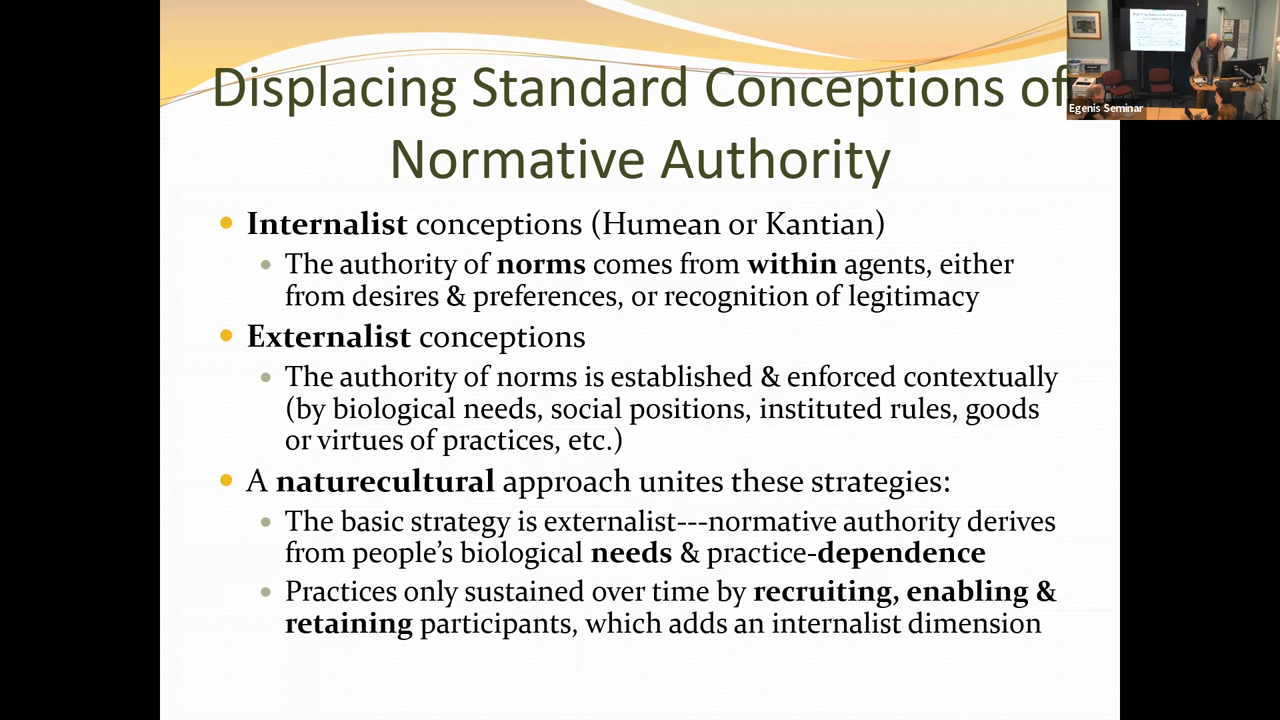 Displacing Standard Conceptions of
Normative Authority
Egenis Seminar
• Internalist conceptions (Humean or Kantian)
• The authority of norms comes from within agents, either
from desires & preferences, or recognition of legitimacy
• Externalist conceptions
• The authority of norms is established & enforced contextually
(by biological needs, social positions, instituted rules, goods
or virtues of practices, etc.)
• A naturecultural approach unites these strategies:
• The basic strategy is externalist---normative authority derives
from people's biological needs & practice-dependence
• Practices only sustained over time by recruiting, enabling &
retaining participants, which adds an internalist dimension